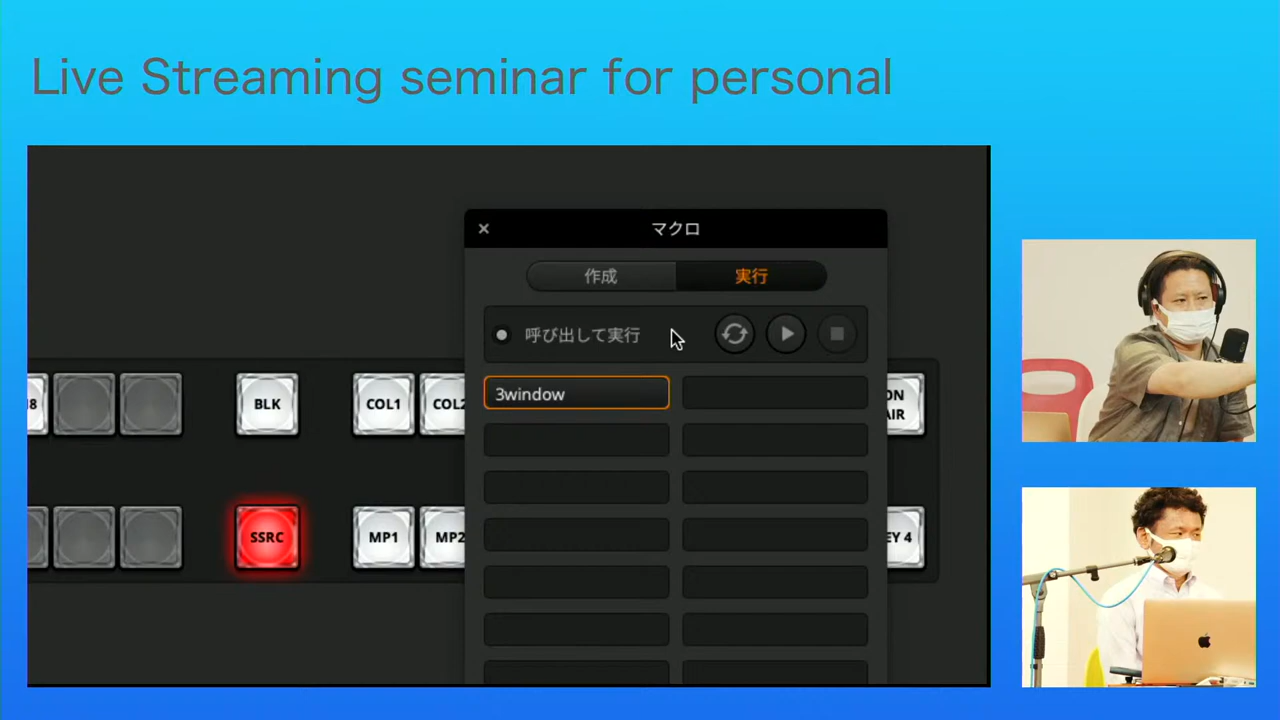 Live Streaming seminar for personal
マクロ
作成
実行
呼び出して実行
3window
8
BLK
COL1
COL2
ON
AIR
SSRC
MP1
MP2
EY 4